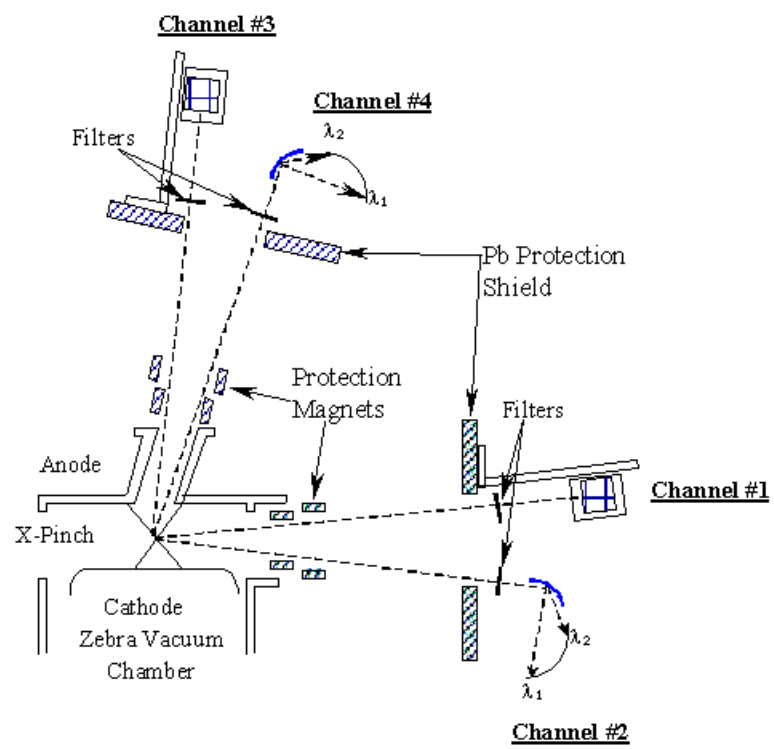 Channel #3
Channel #4
λ2
Filters
λ1
Pb Protection
Shield
Protection
Magnets
Filters
Anode
Channel #1
X-Pinch
Cathode
Zebra Vacuum
Chamber
λ2
λ1
Channel #2